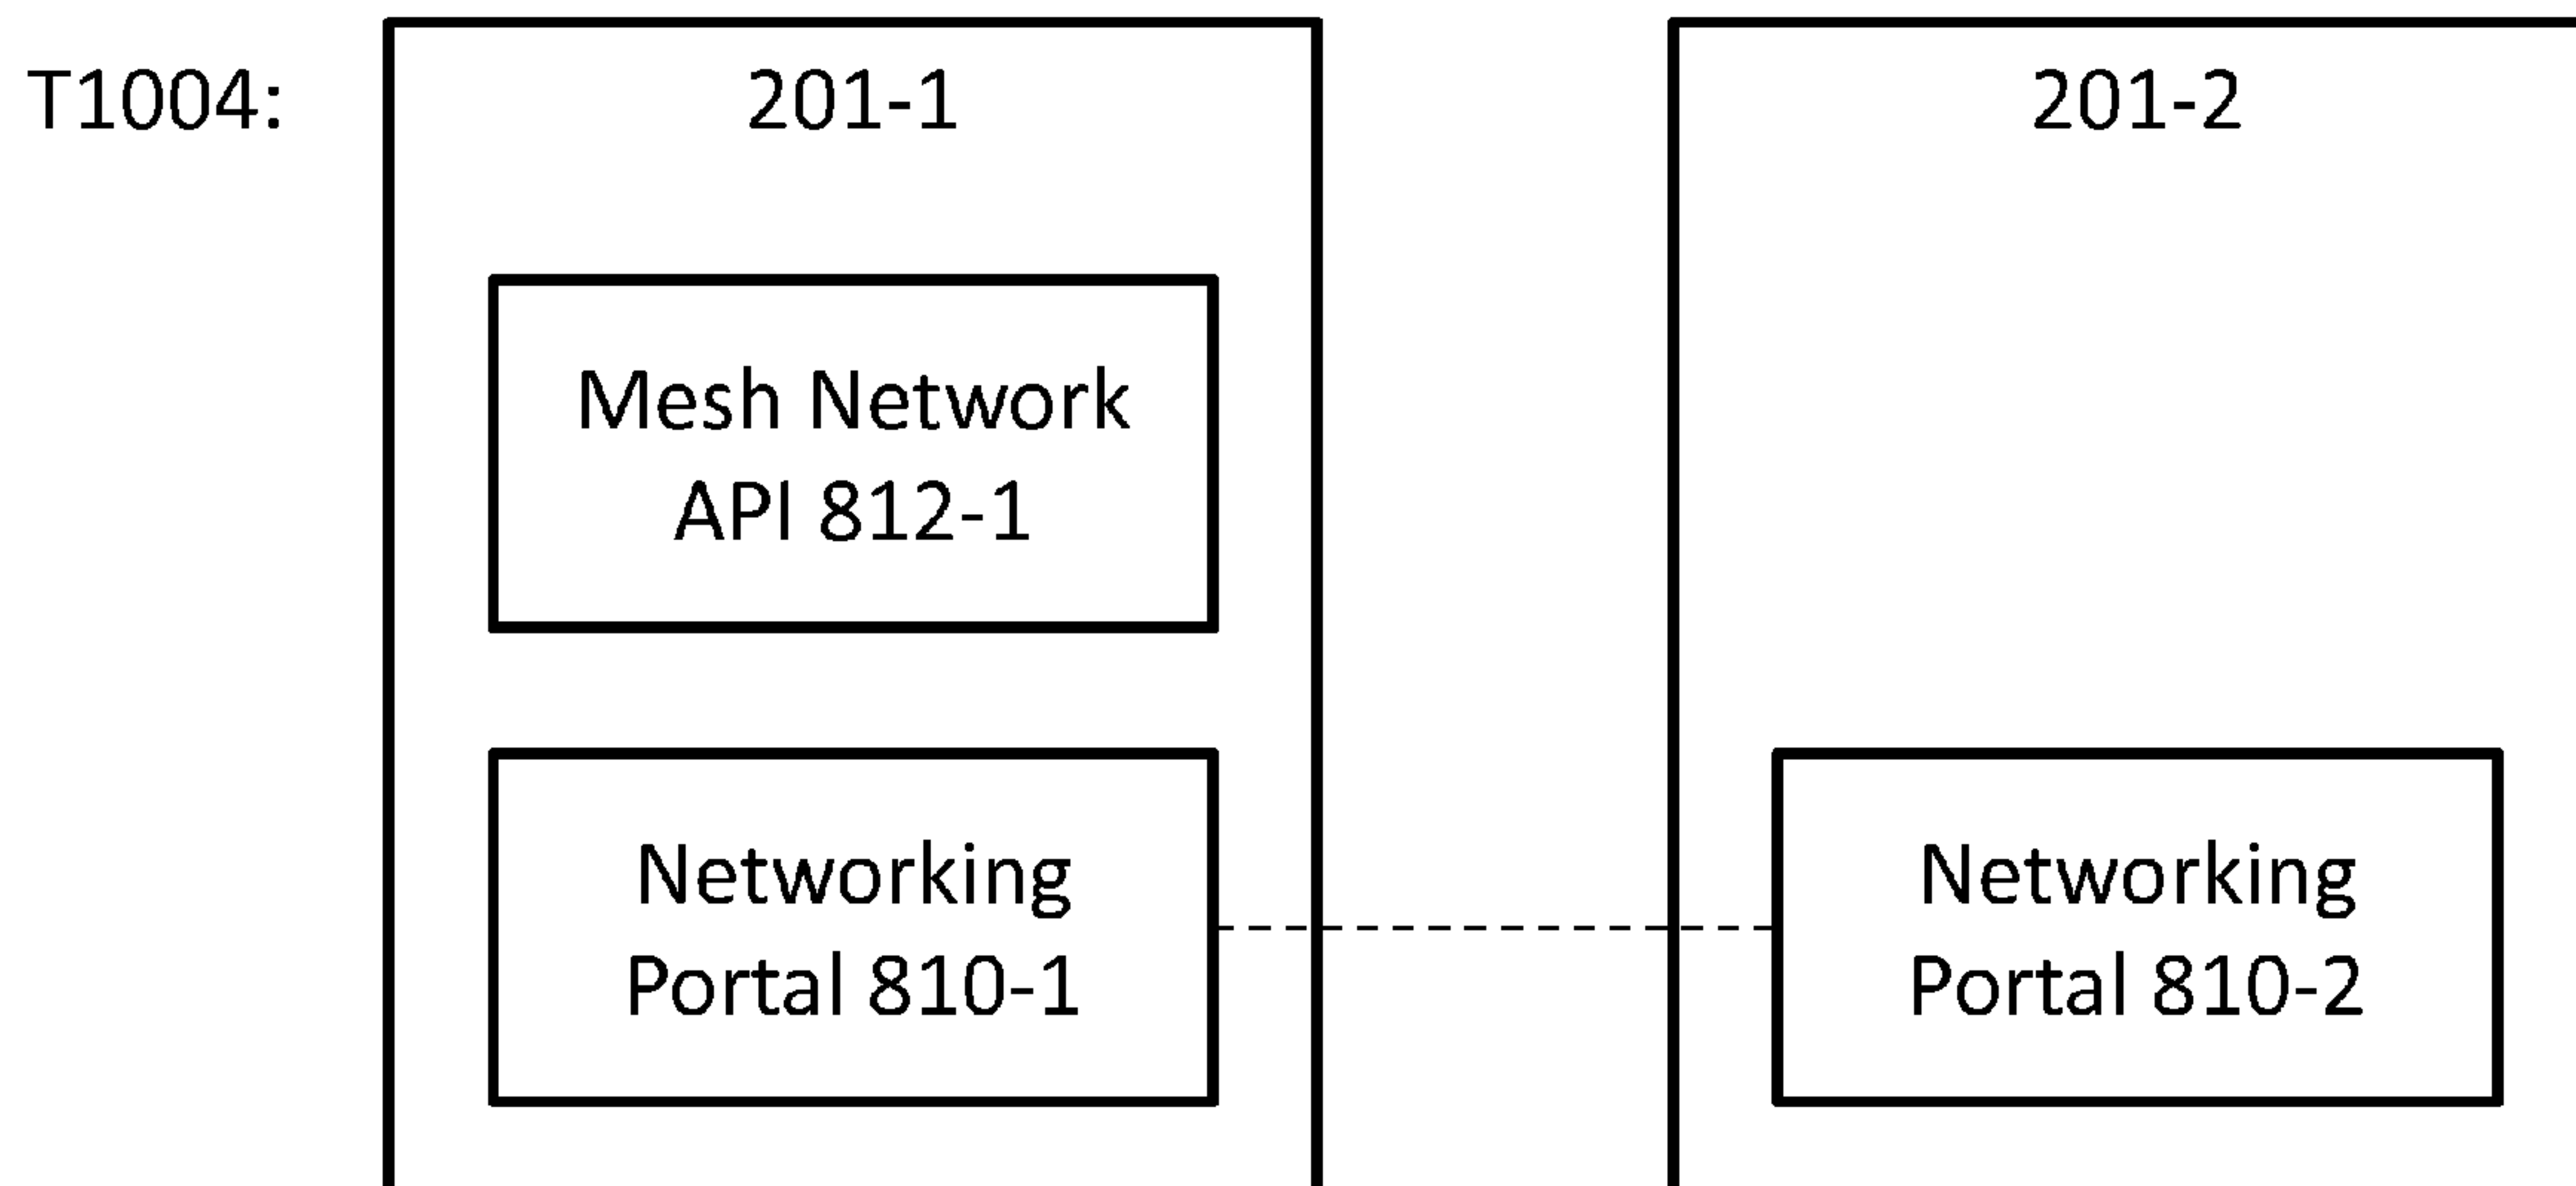 T1004:
201-1
201-2
Mesh Network
API 812-1
Networking
Portal 810-1
Networking
Portal 810-2